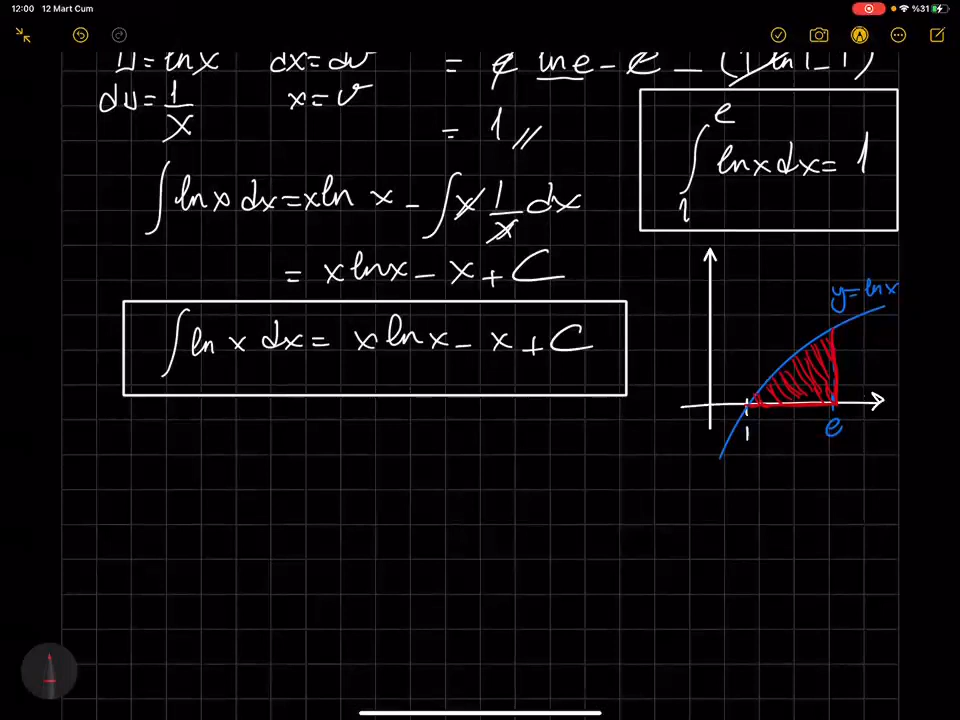 12:00 12 Mart Cum %31
u = ln x dx = dv = e ln e - e - (1 ln 1 - 1)
du = 1/x x = v
= 1 //
∫ ln x dx = x ln x - ∫ x 1/x dx
= x ln x - x + C
∫ ln x dx = x ln x - x + C
∫₁ᵉ ln x dx = 1
y = ln x
1 e